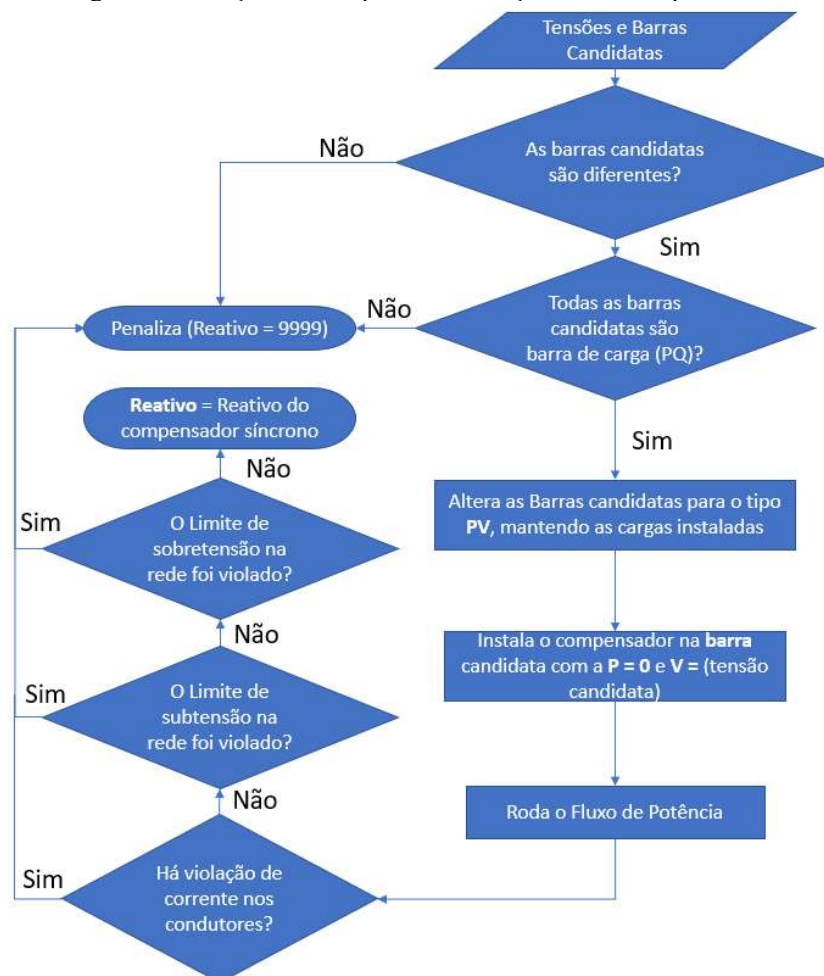 Tensões e Barras
Candidatas
As barras candidatas
são diferentes?
Não
Sim
Todas as barras
candidatas são
barra de carga (PQ)?
Não
Penaliza (Reativo = 9999)
Sim
Altera as Barras candidatas para o tipo
PV, mantendo as cargas instaladas
Instala o compensador na barra
candidata com a P = 0 e V = (tensão
candidata)
Roda o Fluxo de Potência
Há violação de
corrente nos
condutores?
Sim
Não
O Limite de
subtensão na
rede foi violado?
Sim
Não
O Limite de
sobretensão na
rede foi violado?
Sim
Não
Reativo = Reativo do
compensador síncrono